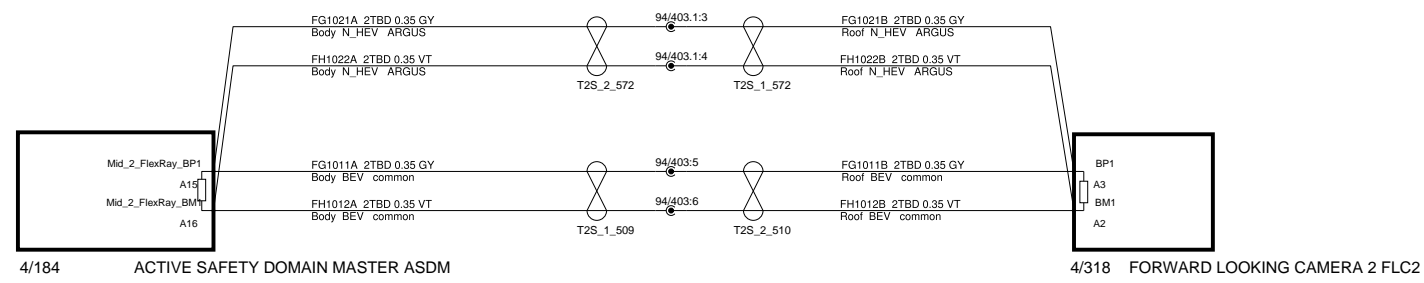 FG1021A 2TBD 0.35 GY
Body N_HEV ARGUS
94/403.1:3
FG1021B 2TBD 0.35 GY
Roof N_HEV ARGUS
FH1022A 2TBD 0.35 VT
Body N_HEV ARGUS
94/403.1:4
FH1022B 2TBD 0.35 VT
Roof N_HEV ARGUS
T2S_2_572
T2S_1_572
Mid_2_FlexRay_BP1
A15
Mid_2_FlexRay_BM1
A16
FG1011A 2TBD 0.35 GY
Body BEV common
94/403:5
FG1011B 2TBD 0.35 GY
Roof BEV common
FH1012A 2TBD 0.35 VT
Body BEV common
94/403:6
FH1012B 2TBD 0.35 VT
Roof BEV common
T2S_1_509
T2S_2_510
BP1
A3
BM1
A2
4/184 ACTIVE SAFETY DOMAIN MASTER ASDM
4/318 FORWARD LOOKING CAMERA 2 FLC2